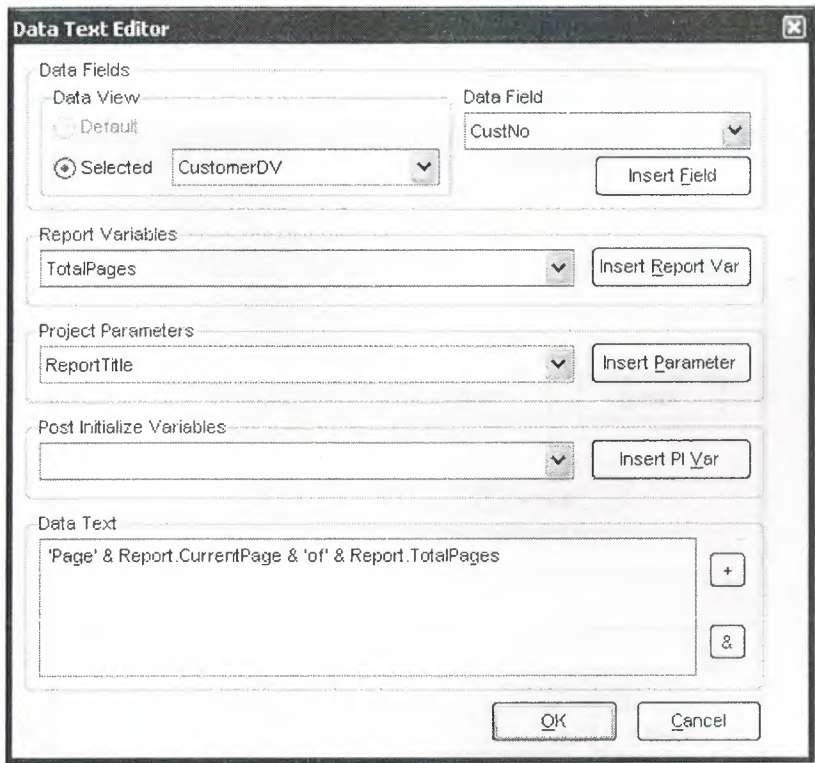 Data Text Editor
Data Fields
Data View
Default
Selected CustomerDV
Data Field
CustNo
Insert Field
Report Variables
TotalPages
Insert Report Var
Project Parameters
ReportTitle
Insert Parameter
Post Initialize Variables
Insert PI Var
Data Text
'Page' & Report.CurrentPage & 'of' & Report.TotalPages
+
&
OK
Cancel